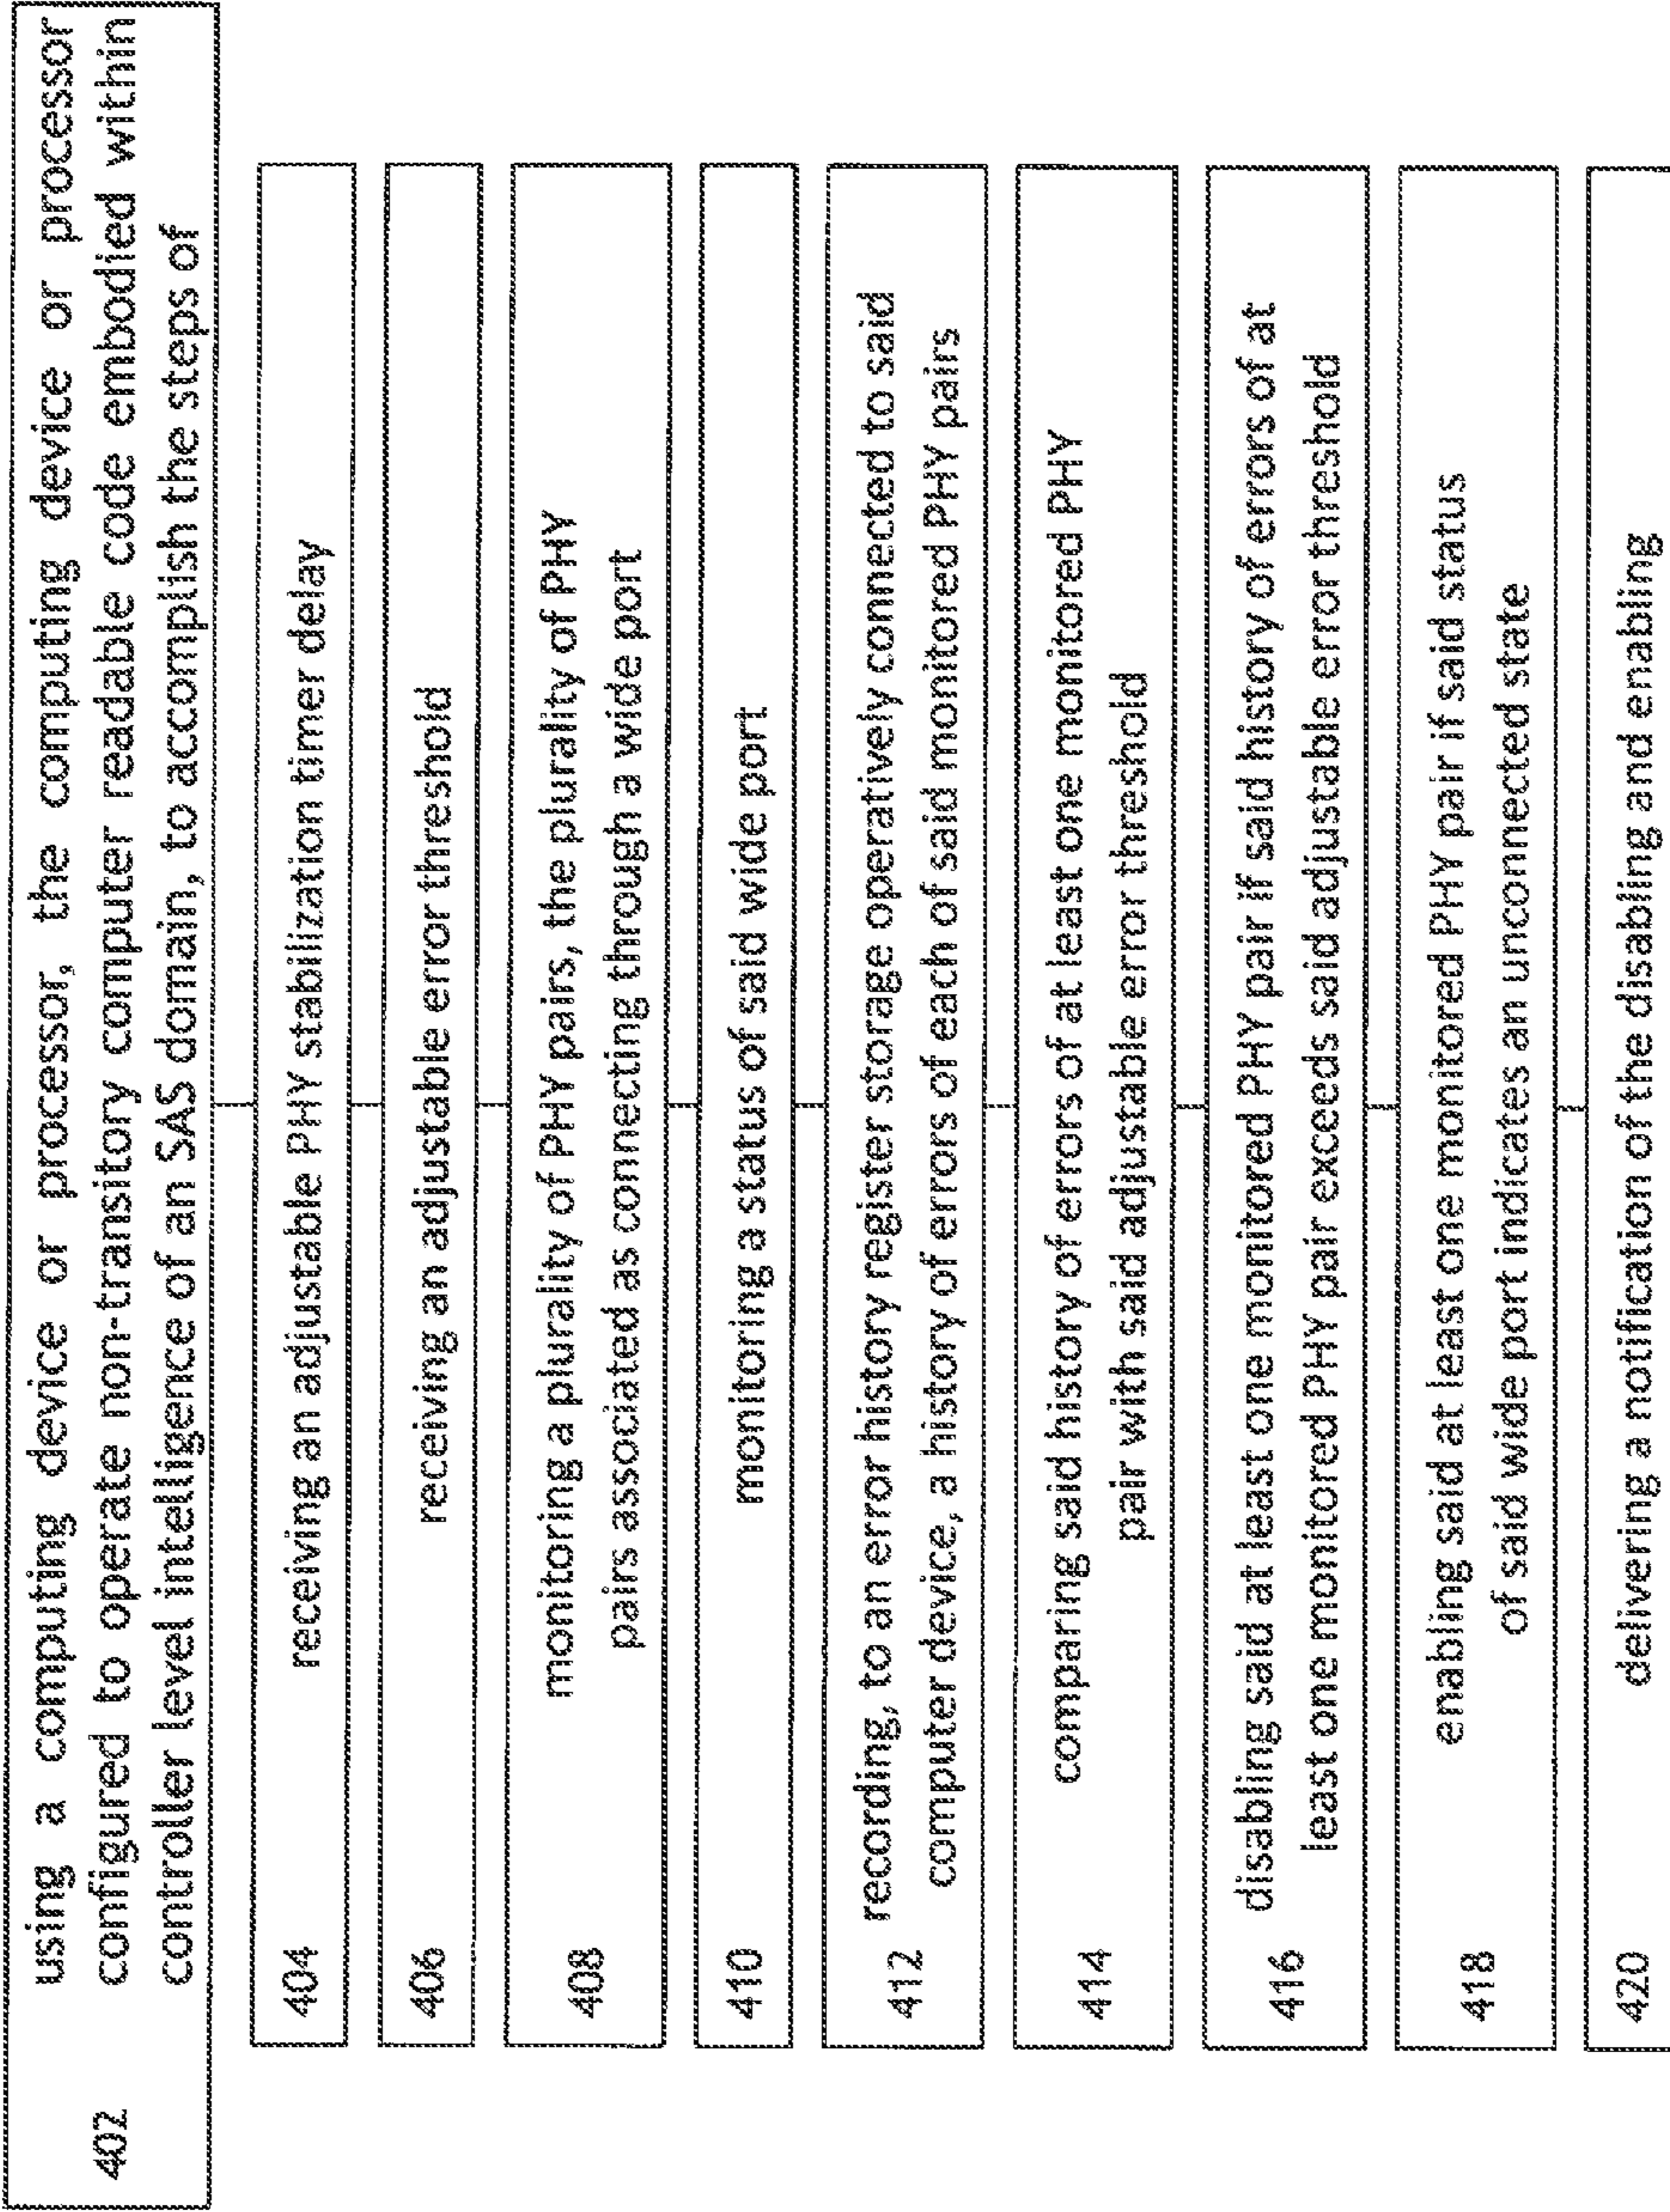 402 using a computing device or processor, the computing device or processor
configured to operate non-transitory computer readable code embodied within
controller level intelligence of an SAS domain, to accomplish the steps of
404 receiving an adjustable PHY stabilization timer delay
406 receiving an adjustable error threshold
408 monitoring a plurality of PHY pairs, the plurality of PHY
pairs associated as connecting through a wide port
410 monitoring a status of said wide port
412 recording, to an error history register storage operatively connected to said
computer device, a history of errors of each of said monitored PHY pairs
414 comparing said history of errors of at least one monitored PHY
pair with said adjustable error threshold
416 disabling said at least one monitored PHY pair if said history of errors of at
least one monitored PHY pair exceeds said adjustable error threshold
418 enabling said at least one monitored PHY pair if said status
of said wide port indicates an unconnected state
420 delivering a notification of the disabling and enabling